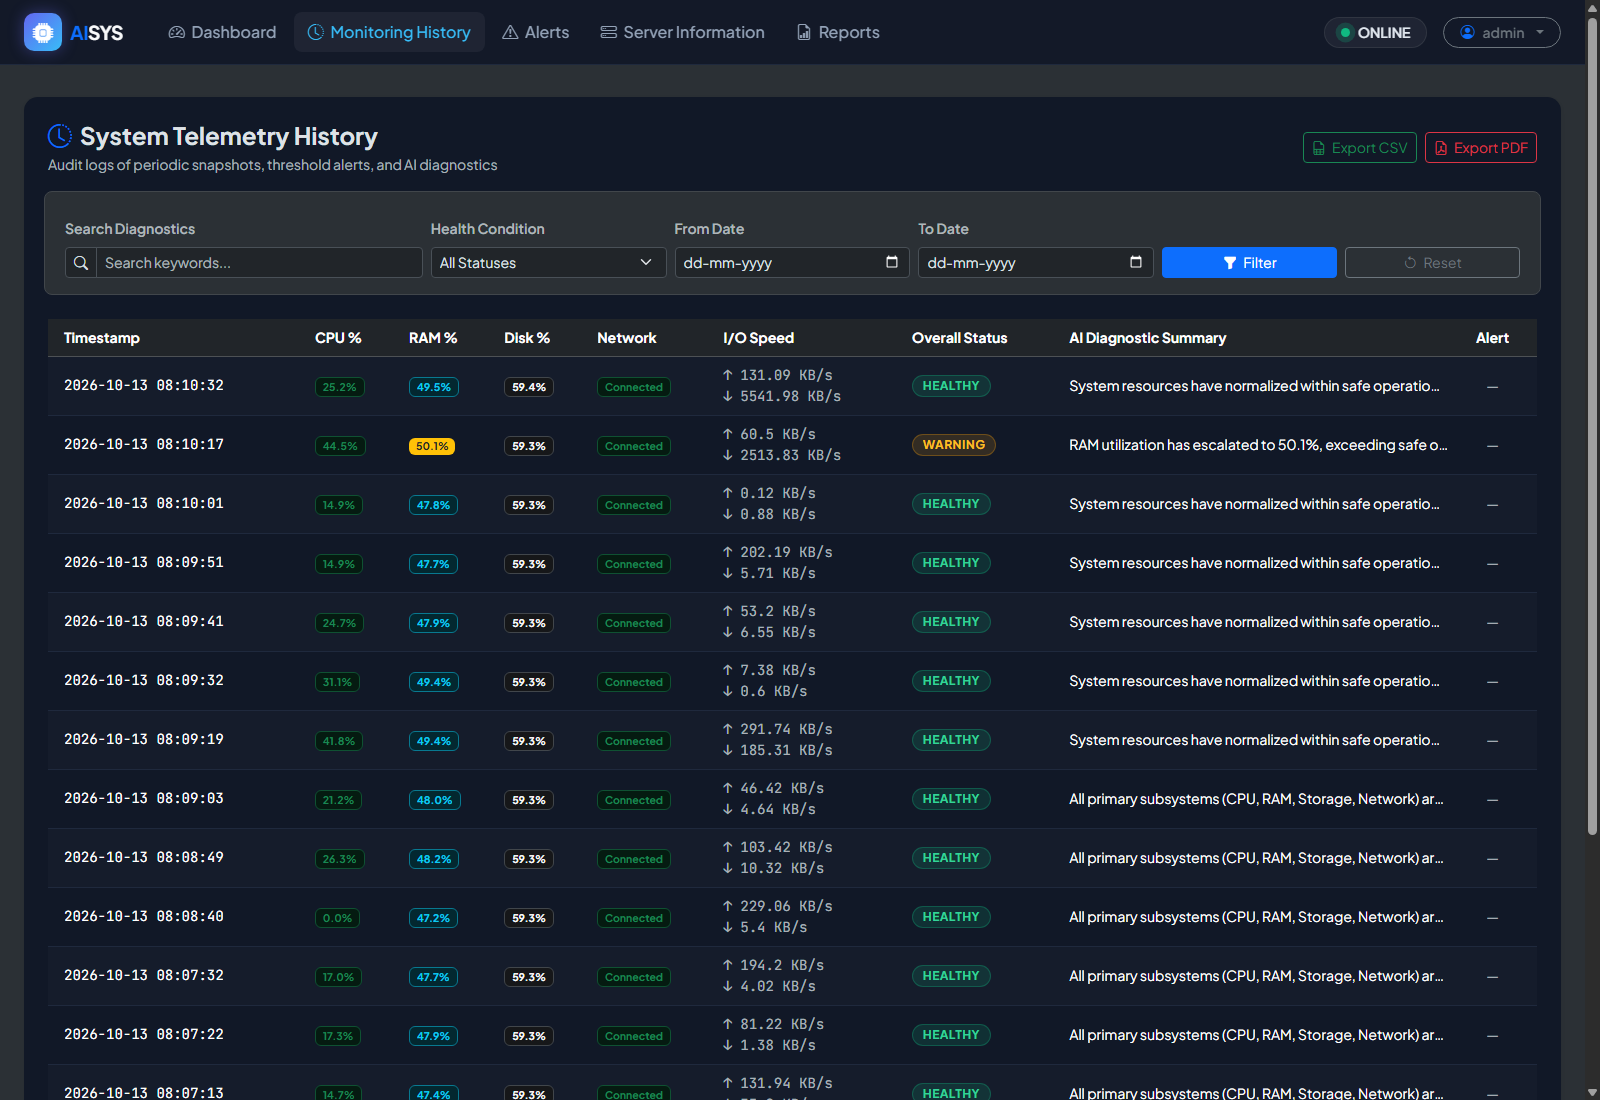 AISYS Dashboard Monitoring History Alerts Server Information Reports ONLINE admin
System Telemetry History
Audit logs of periodic snapshots, threshold alerts, and AI diagnostics
Export CSV Export PDF
Search Diagnostics Health Condition From Date To Date
Search keywords... All Statuses dd-mm-yyyy dd-mm-yyyy Filter Reset
Timestamp CPU % RAM % Disk % Network I/O Speed Overall Status AI Diagnostic Summary Alert
2026-10-13 08:10:32 25.2% 49.5% 59.4% Connected ↑ 131.09 KB/s ↓ 5541.98 KB/s HEALTHY System resources have normalized within safe operatio... —
2026-10-13 08:10:17 44.5% 50.1% 59.3% Connected ↑ 60.5 KB/s ↓ 2513.83 KB/s WARNING RAM utilization has escalated to 50.1%, exceeding safe o... —
2026-10-13 08:10:01 14.9% 47.8% 59.3% Connected ↑ 0.12 KB/s ↓ 0.88 KB/s HEALTHY System resources have normalized within safe operatio... —
2026-10-13 08:09:51 14.9% 47.7% 59.3% Connected ↑ 202.19 KB/s ↓ 5.71 KB/s HEALTHY System resources have normalized within safe operatio... —
2026-10-13 08:09:41 24.7% 47.9% 59.3% Connected ↑ 53.2 KB/s ↓ 6.55 KB/s HEALTHY System resources have normalized within safe operatio... —
2026-10-13 08:09:32 31.1% 49.4% 59.3% Connected ↑ 7.38 KB/s ↓ 0.6 KB/s HEALTHY System resources have normalized within safe operatio... —
2026-10-13 08:09:19 41.8% 49.4% 59.3% Connected ↑ 291.74 KB/s ↓ 185.31 KB/s HEALTHY System resources have normalized within safe operatio... —
2026-10-13 08:09:03 21.2% 48.0% 59.3% Connected ↑ 46.42 KB/s ↓ 4.64 KB/s HEALTHY All primary subsystems (CPU, RAM, Storage, Network) ar... —
2026-10-13 08:08:49 26.3% 48.2% 59.3% Connected ↑ 103.42 KB/s ↓ 10.32 KB/s HEALTHY All primary subsystems (CPU, RAM, Storage, Network) ar... —
2026-10-13 08:08:40 0.0% 47.2% 59.3% Connected ↑ 229.06 KB/s ↓ 5.4 KB/s HEALTHY All primary subsystems (CPU, RAM, Storage, Network) ar... —
2026-10-13 08:07:32 17.0% 47.7% 59.3% Connected ↑ 194.2 KB/s ↓ 4.02 KB/s HEALTHY All primary subsystems (CPU, RAM, Storage, Network) ar... —
2026-10-13 08:07:22 17.3% 47.9% 59.3% Connected ↑ 81.22 KB/s ↓ 1.38 KB/s HEALTHY All primary subsystems (CPU, RAM, Storage, Network) ar... —
2026-10-13 08:07:13 14.7% 47.4% 59.3% Connected ↑ 131.94 KB/s HEALTHY All primary subsystems (CPU, RAM, Storage, Network) ar... —